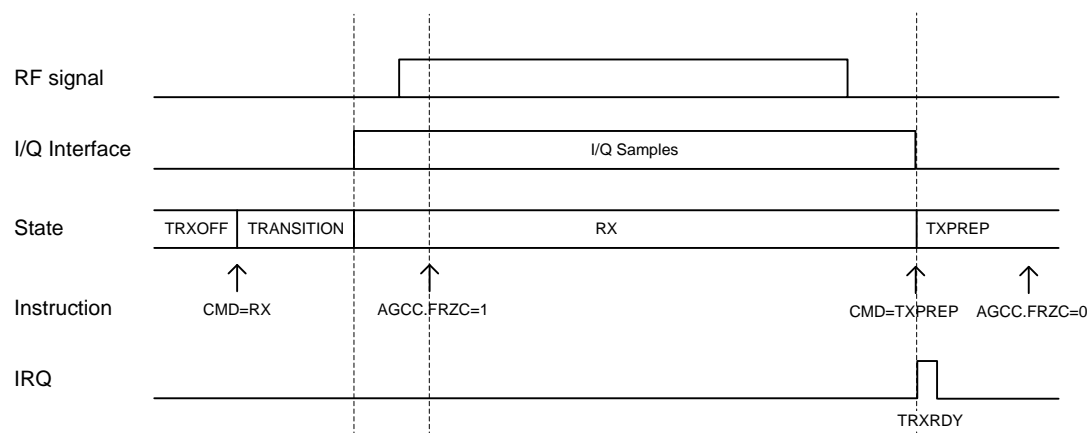 RF signal
I/Q Interface
I/Q Samples
State
TRXOFF TRANSITION RX TXPREP
Instruction
CMD=RX AGCC.FRZC=1 CMD=TXPREP AGCC.FRZC=0
IRQ
TRXRDY